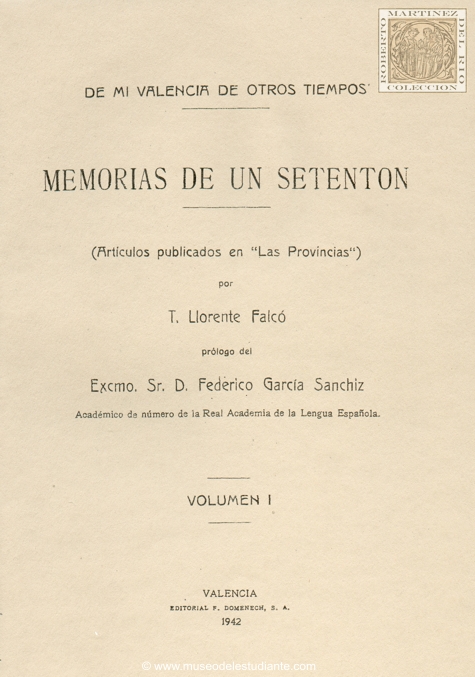 ROBERTO MARTINEZ DEL RIO
COLECCION
DE MI VALENCIA DE OTROS TIEMPOS
MEMORIAS DE UN SETENTON
(Artículos publicados en "Las Provincias")
por
T. Llorente Falcó
prólogo del
Excmo. Sr. D. Federico García Sanchiz
Académico de número de la Real Academia de la Lengua Española.
VOLUMEN I
VALENCIA
EDITORIAL F. DOMENECH, S. A.
1942
© www.museodelestudiante.com